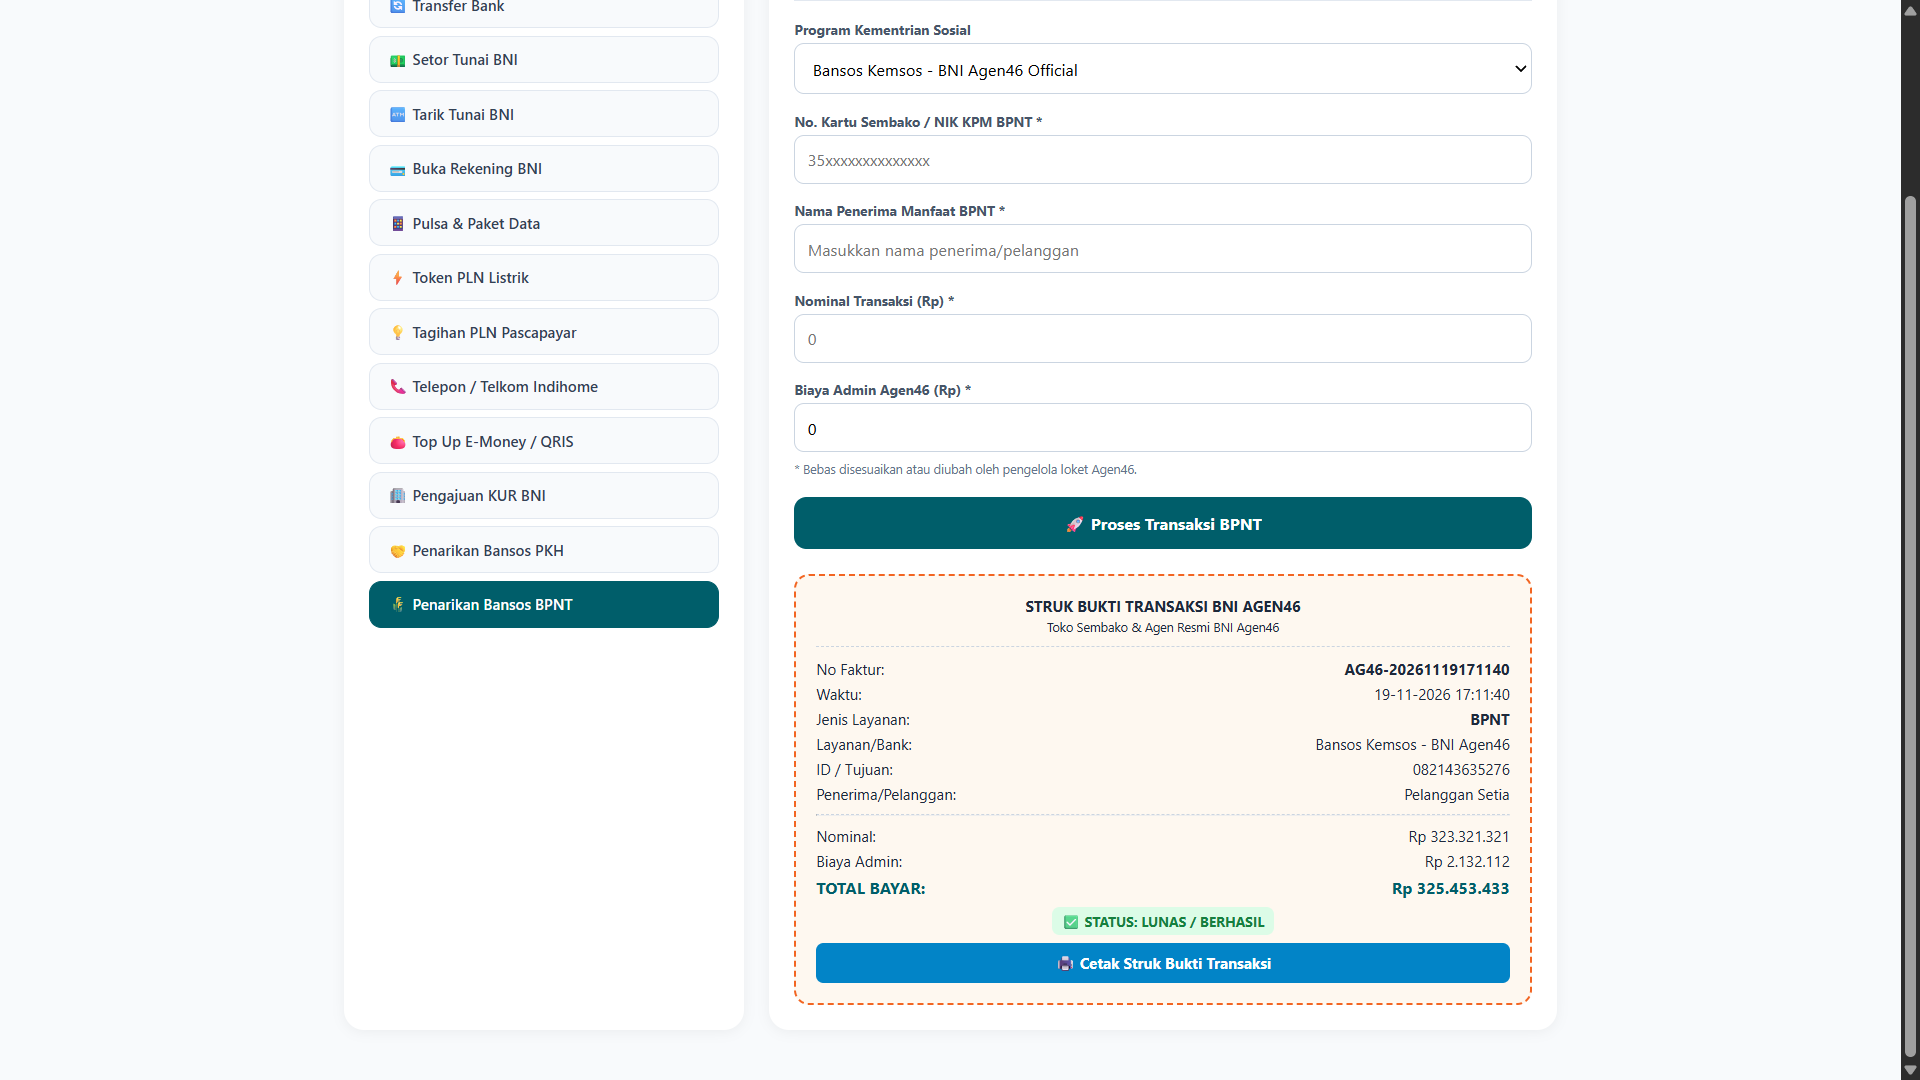 Transfer Bank
Setor Tunai BNI
Tarik Tunai BNI
Buka Rekening BNI
Pulsa & Paket Data
Token PLN Listrik
Tagihan PLN Pascapayar
Telepon / Telkom Indihome
Top Up E-Money / QRIS
Pengajuan KUR BNI
Penarikan Bansos PKH
Penarikan Bansos BPNT
Program Kementrian Sosial
Bansos Kemsos - BNI Agen46 Official
No. Kartu Sembako / NIK KPM BPNT *
35xxxxxxxxxxxxxx
Nama Penerima Manfaat BPNT *
Masukkan nama penerima/pelanggan
Nominal Transaksi (Rp) *
0
Biaya Admin Agen46 (Rp) *
0
* Bebas disesuaikan atau diubah oleh pengelola loket Agen46.
Proses Transaksi BPNT
STRUK BUKTI TRANSAKSI BNI AGEN46
Toko Sembako & Agen Resmi BNI Agen46
No Faktur: AG46-20261119171140
Waktu: 19-11-2026 17:11:40
Jenis Layanan: BPNT
Layanan/Bank: Bansos Kemsos - BNI Agen46
ID / Tujuan: 082143635276
Penerima/Pelanggan: Pelanggan Setia
Nominal: Rp 323.321.321
Biaya Admin: Rp 2.132.112
TOTAL BAYAR: Rp 325.453.433
STATUS: LUNAS / BERHASIL
Cetak Struk Bukti Transaksi